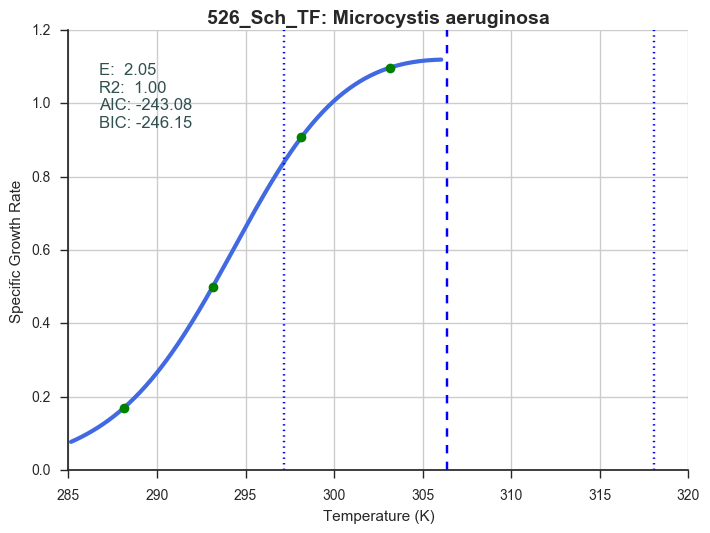 526_Sch_TF: Microcystis aeruginosa
1.2
1.0
0.8
0.6
0.4
0.2
0.0
Specific Growth Rate
E: 2.05
R2: 1.00
AIC: -243.08
BIC: -246.15
285 290 295 300 305 310 315 320
Temperature (K)